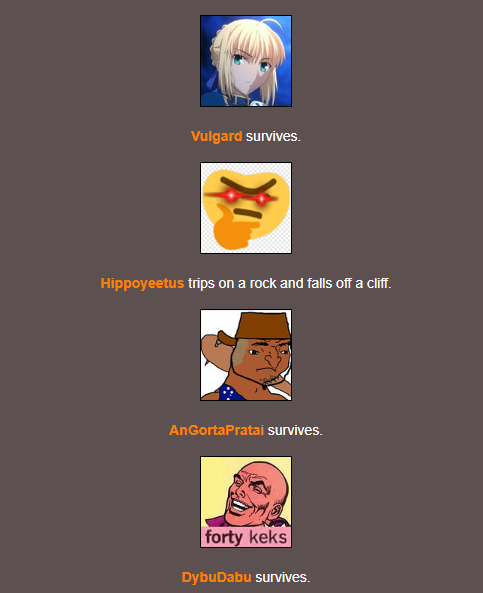 Vulgard survives.
Hippoyeetus trips on a rock and falls off a cliff.
AnGortaPratai survives.
forty keks
DybuDabu survives.